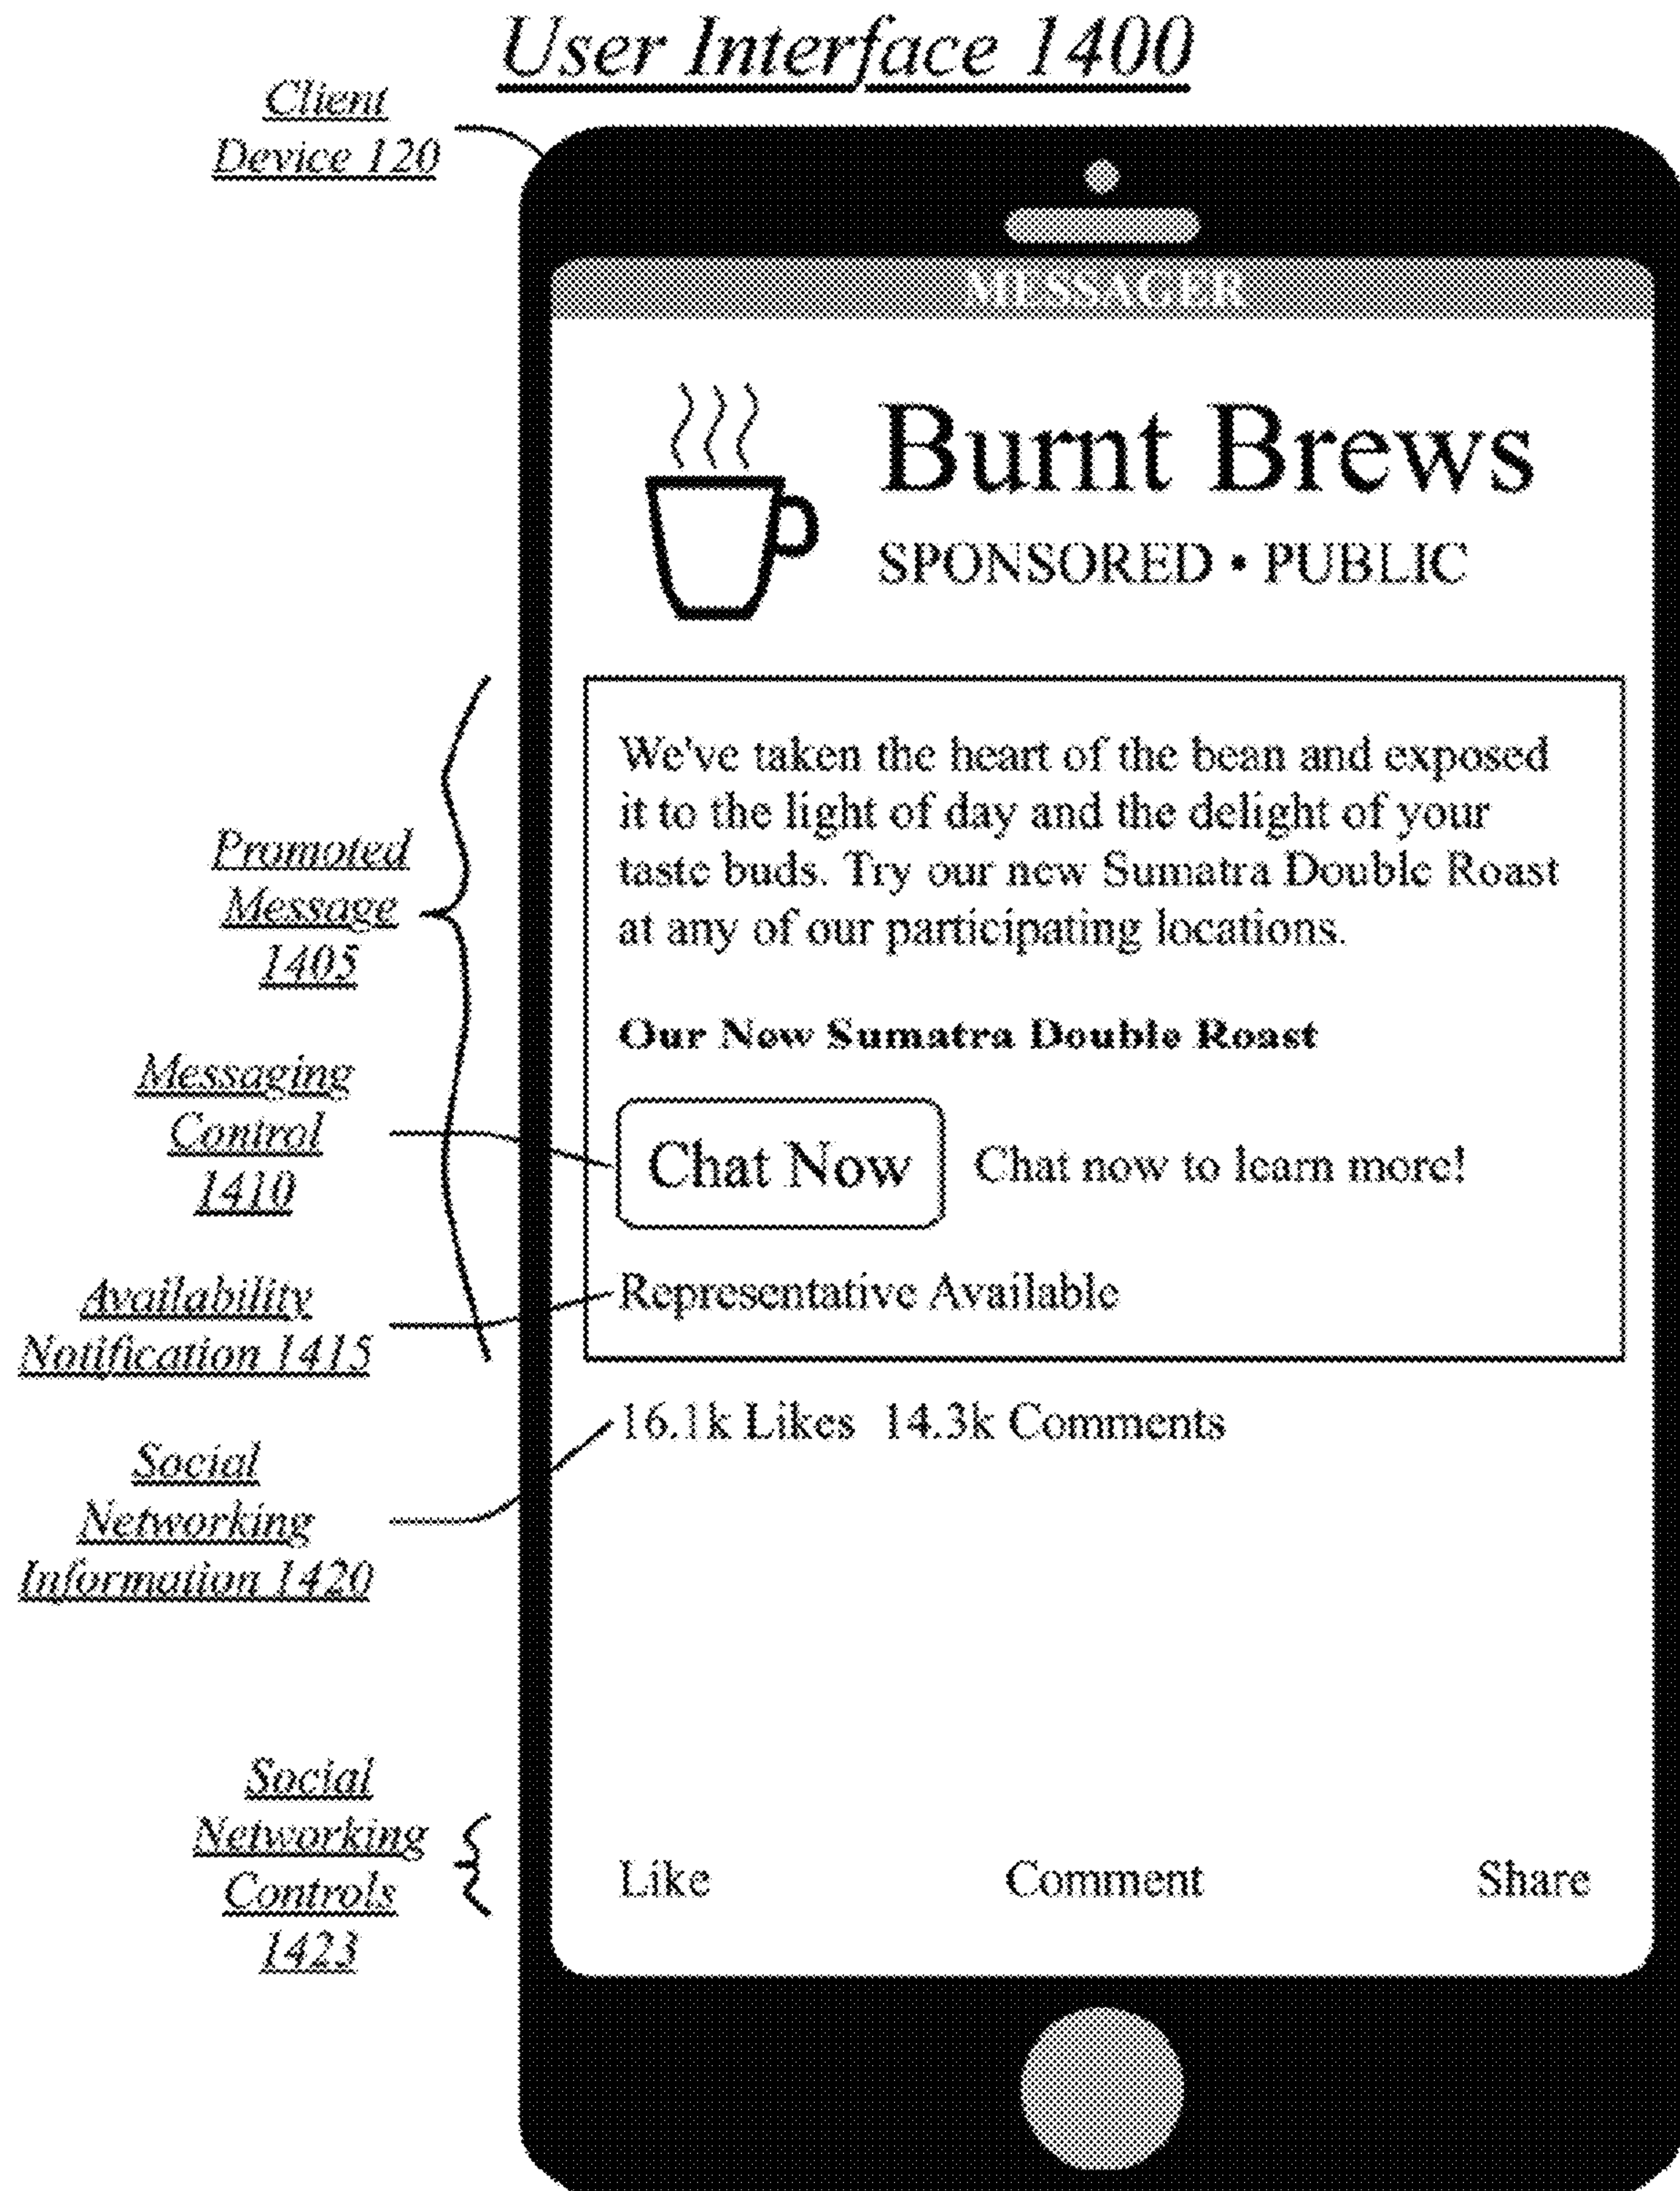 User Interface 1400
Client
Device 120
MESSAGER
Burnt Brews
SPONSORED • PUBLIC
We've taken the heart of the bean and exposed
it to the light of day and the delight of your
taste buds. Try our new Sumatra Double Roast
at any of our participating locations.
Our New Sumatra Double Roast
Chat Now
Chat now to learn more!
Representative Available
16.1k Likes 14.3k Comments
Like Comment Share
Promoted
Message
1405
Messaging
Control
1410
Availability
Notification 1415
Social
Networking
Information 1420
Social
Networking
Controls
1423